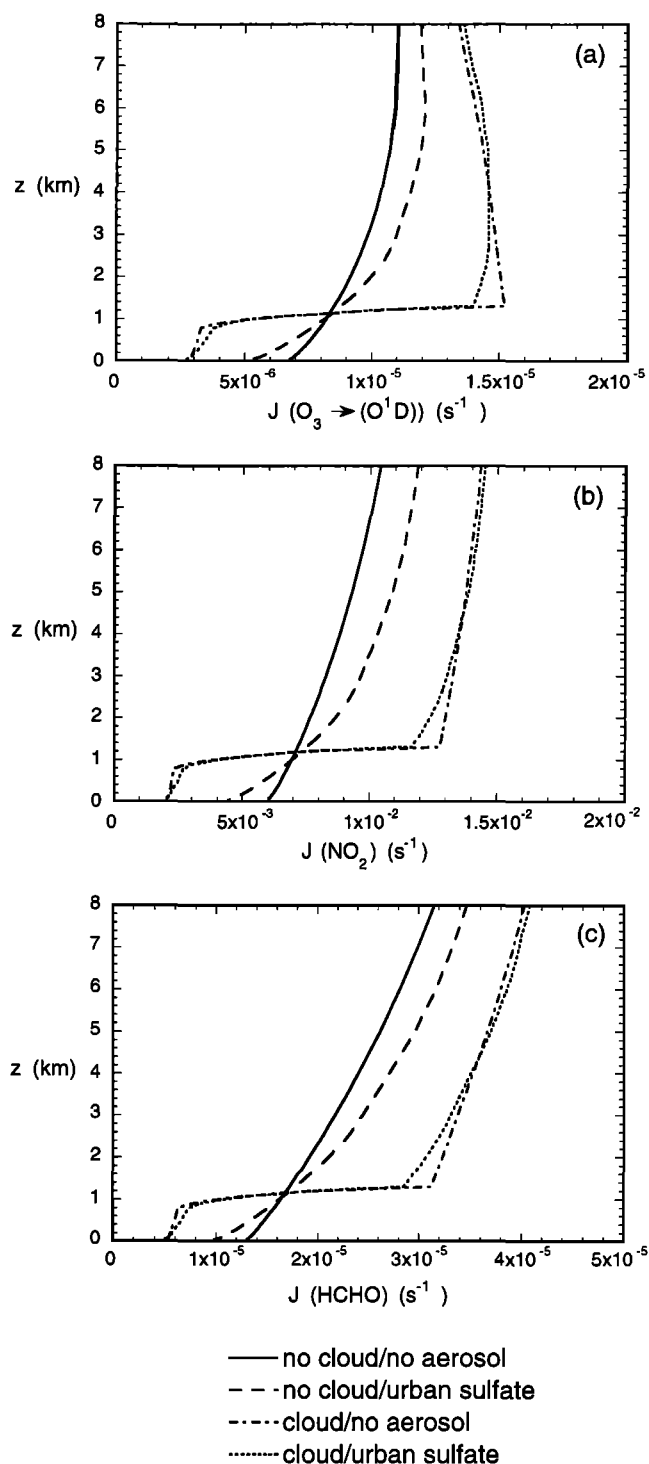 8
(a)
7
6
5
z (km)
4
3
2
1
0
0 5x10⁻⁶ 1x10⁻⁵ 1.5x10⁻⁵ 2x10⁻⁵
J (O₃ → (O¹D)) (s⁻¹)
8
(b)
7
6
5
z (km)
4
3
2
1
0
0 5x10⁻³ 1x10⁻² 1.5x10⁻² 2x10⁻²
J (NO₂) (s⁻¹)
8
(c)
7
6
5
z (km)
4
3
2
1
0
0 1x10⁻⁵ 2x10⁻⁵ 3x10⁻⁵ 4x10⁻⁵ 5x10⁻⁵
J (HCHO) (s⁻¹)
no cloud/no aerosol
no cloud/urban sulfate
cloud/no aerosol
cloud/urban sulfate